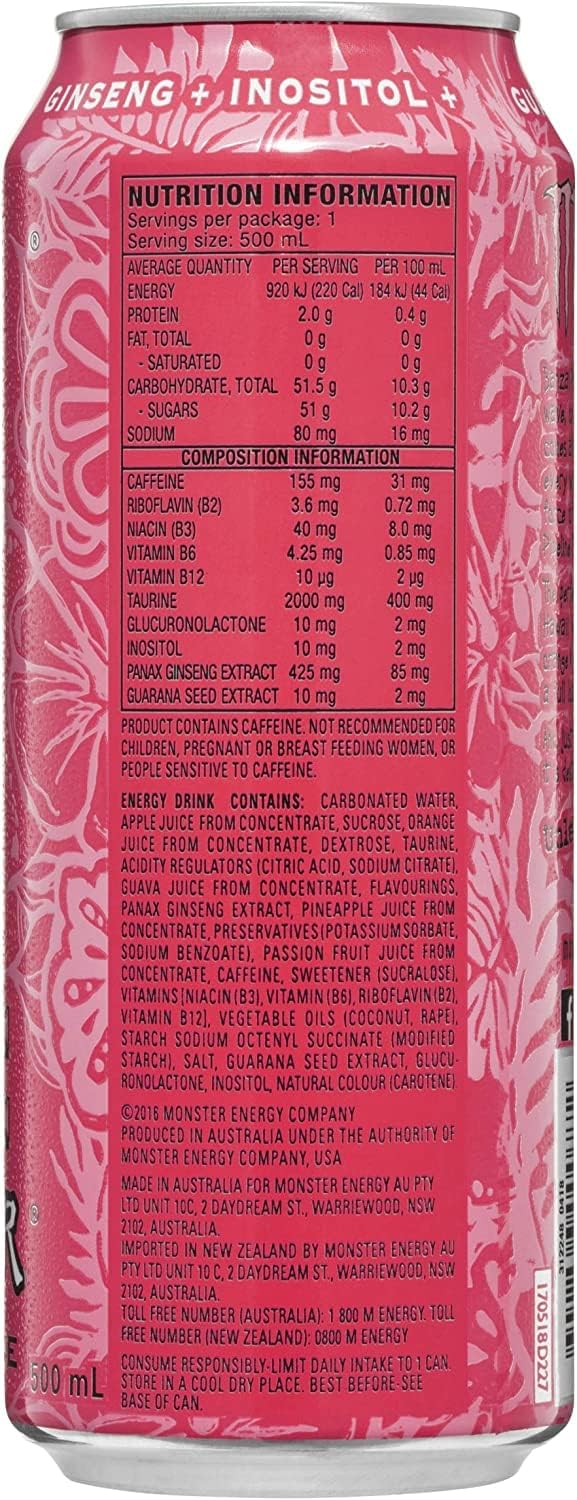 GINSENG + INOSITOL +
NUTRITION INFORMATION
Servings per package: 1
Serving size: 500 mL
AVERAGE QUANTITY PER SERVING PER 100 mL
ENERGY 920 kJ (220 Cal) 184 kJ (44 Cal)
PROTEIN 2.0 g 0.4 g
FAT, TOTAL 0 g 0 g
- SATURATED 0 g 0 g
CARBOHYDRATE, TOTAL 51.5 g 10.3 g
- SUGARS 51 g 10.2 g
SODIUM 80 mg 16 mg
COMPOSITION INFORMATION
CAFFEINE 155 mg 31 mg
RIBOFLAVIN (B2) 3.6 mg 0.72 mg
NIACIN (B3) 40 mg 8.0 mg
VITAMIN B6 4.25 mg 0.85 mg
VITAMIN B12 10 µg 2 µg
TAURINE 2000 mg 400 mg
GLUCURONOLACTONE 10 mg 2 mg
INOSITOL 10 mg 2 mg
PANAX GINSENG EXTRACT 425 mg 85 mg
GUARANA SEED EXTRACT 10 mg 2 mg
PRODUCT CONTAINS CAFFEINE. NOT RECOMMENDED FOR
CHILDREN, PREGNANT OR BREAST FEEDING WOMEN, OR
PEOPLE SENSITIVE TO CAFFEINE.
ENERGY DRINK CONTAINS: CARBONATED WATER,
APPLE JUICE FROM CONCENTRATE, SUCROSE, ORANGE
JUICE FROM CONCENTRATE, DEXTROSE, TAURINE,
ACIDITY REGULATORS (CITRIC ACID, SODIUM CITRATE),
GUAVA JUICE FROM CONCENTRATE, FLAVOURINGS,
PANAX GINSENG EXTRACT, PINEAPPLE JUICE FROM
CONCENTRATE, PRESERVATIVES (POTASSIUM SORBATE,
SODIUM BENZOATE), PASSION FRUIT JUICE FROM
CONCENTRATE, CAFFEINE, SWEETENER (SUCRALOSE),
VITAMINS [NIACIN (B3), VITAMIN (B6), RIBOFLAVIN (B2),
VITAMIN B12], VEGETABLE OILS (COCONUT, RAPE),
STARCH SODIUM OCTENYL SUCCINATE (MODIFIED
STARCH), SALT, GUARANA SEED EXTRACT, GLUCU-
RONOLACTONE, INOSITOL, NATURAL COLOUR (CAROTENE)
©2016 MONSTER ENERGY COMPANY
PRODUCED IN AUSTRALIA UNDER THE AUTHORITY OF
MONSTER ENERGY COMPANY, USA
MADE IN AUSTRALIA FOR MONSTER ENERGY AU PTY
LTD UNIT 10C, 2 DAYDREAM ST., WARRIEWOOD, NSW
2102, AUSTRALIA.
IMPORTED IN NEW ZEALAND BY MONSTER ENERGY AU
PTY LTD UNIT 10 C, 2 DAYDREAM ST., WARRIEWOOD, NSW
2102, AUSTRALIA.
TOLL FREE NUMBER (AUSTRALIA): 1 800 M ENERGY. TOLL
FREE NUMBER (NEW ZEALAND): 0800 M ENERGY
CONSUME RESPONSIBLY-LIMIT DAILY INTAKE TO 1 CAN.
STORE IN A COOL DRY PLACE. BEST BEFORE-SEE
BASE OF CAN.
500 mL
312248 0418
170518D227